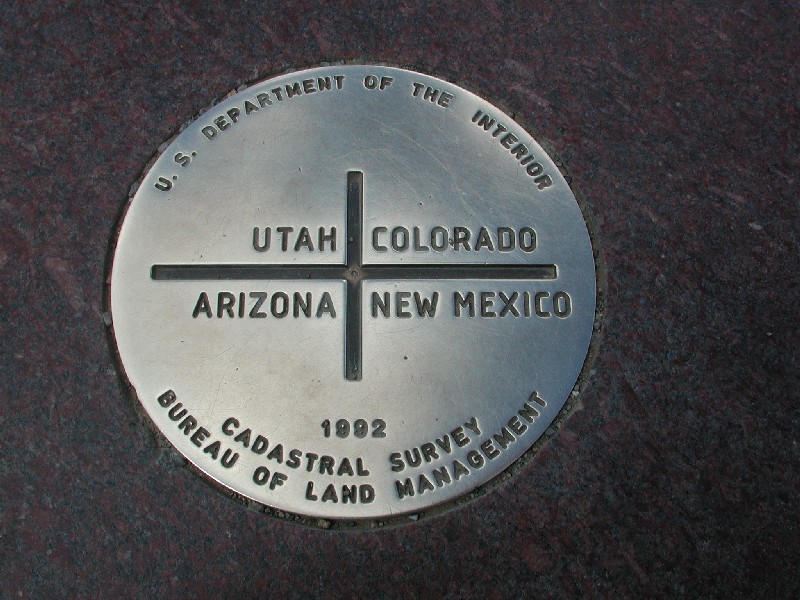 U. S. DEPARTMENT OF THE INTERIOR
UTAH COLORADO
ARIZONA NEW MEXICO
1992
CADASTRAL SURVEY
BUREAU OF LAND MANAGEMENT